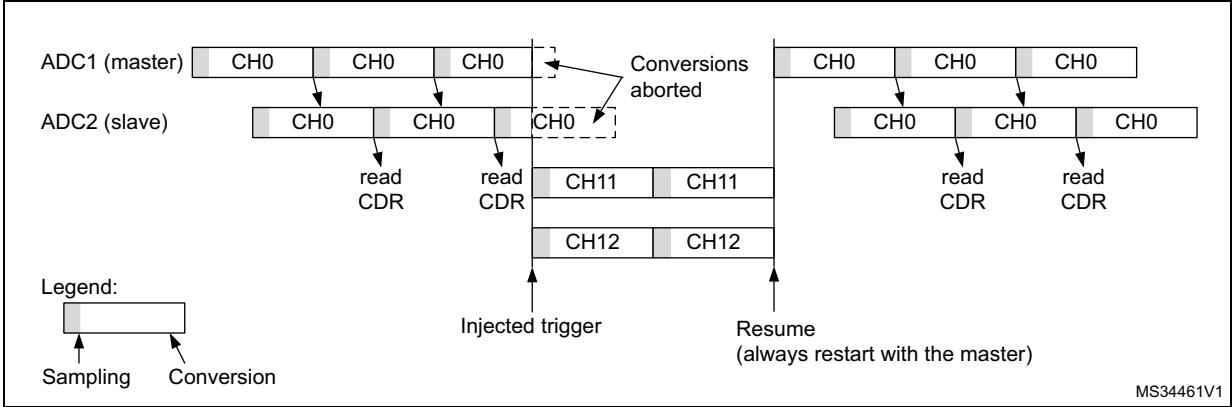 ADC1 (master) CH0 CH0 CH0 Conversions aborted CH0 CH0 CH0
ADC2 (slave) CH0 CH0 CH0 CH0 CH0 CH0
read CDR read CDR read CDR read CDR
CH11 CH11
CH12 CH12
Legend:
Injected trigger
Resume
(always restart with the master)
Sampling Conversion
MS34461V1